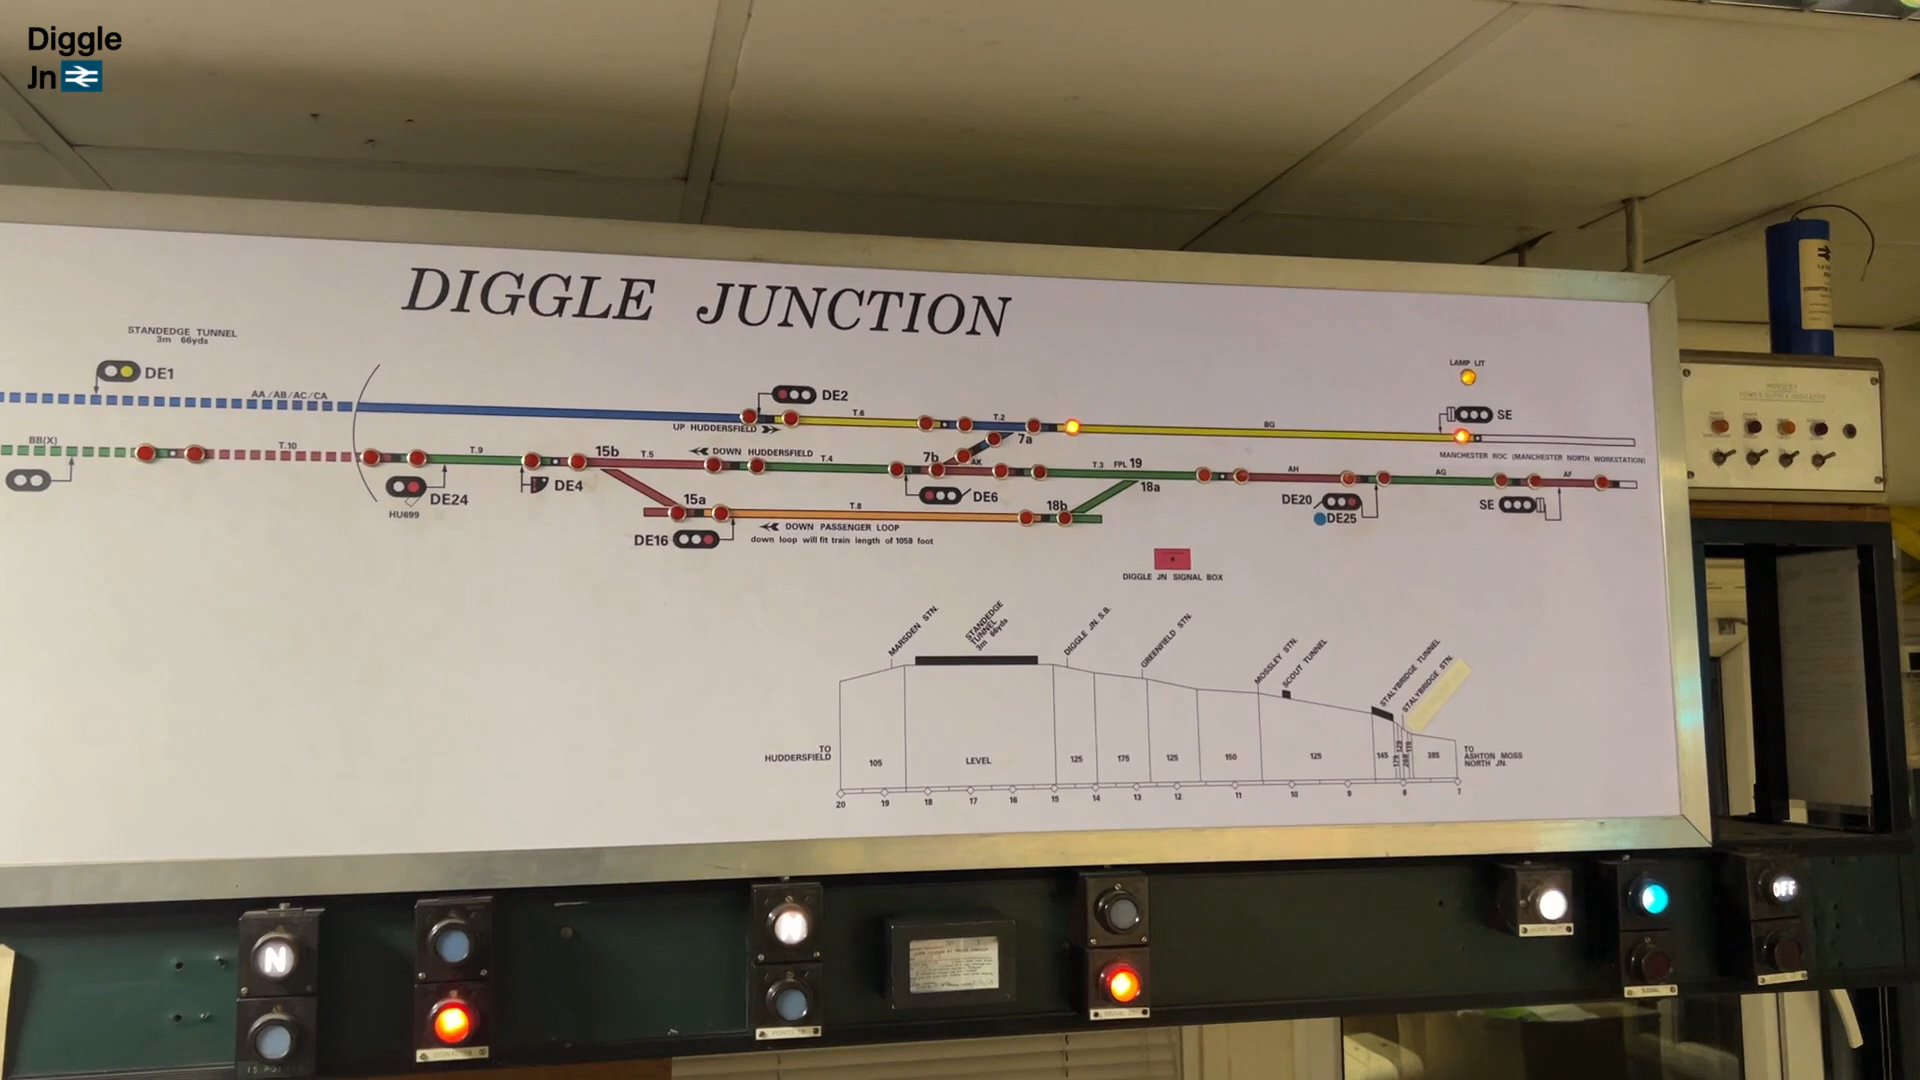 Diggle
Jn
DIGGLE JUNCTION
STANDEDGE TUNNEL
3m 66yds
DE1
AA/AB/AC/CA
DE2
T.6
T.2
UP HUDDERSFIELD
7a
BG
LAMP LIT
SE
MANCHESTER ROC (MANCHESTER NORTH WORKSTATION)
BB(X)
T.10
T.9
15b
T.5
DOWN HUDDERSFIELD
T.4
7b
AK
T.3
FPL 19
18a
AH
AG
AF
DE24
HU699
DE4
DE6
DE20
DE25
SE
15a
T.8
18b
DOWN PASSENGER LOOP
DE16
down loop will fit train length of 1058 foot
DIGGLE JN SIGNAL BOX
MARSDEN STN.
STANDEDGE
TUNNEL
3m 66yds
DIGGLE JN. S.B.
GREENFIELD STN.
MOSSLEY STN.
SCOUT TUNNEL
STALYBRIDGE TUNNEL
STALYBRIDGE STN.
TO
HUDDERSFIELD
105
LEVEL
125
175
125
150
125
145
179
129
268
119
385
TO
ASHTON MOSS
NORTH JN.
20 19 18 17 16 15 14 13 12 11 10 9 8 7
N
N
OFF
SIGNAL